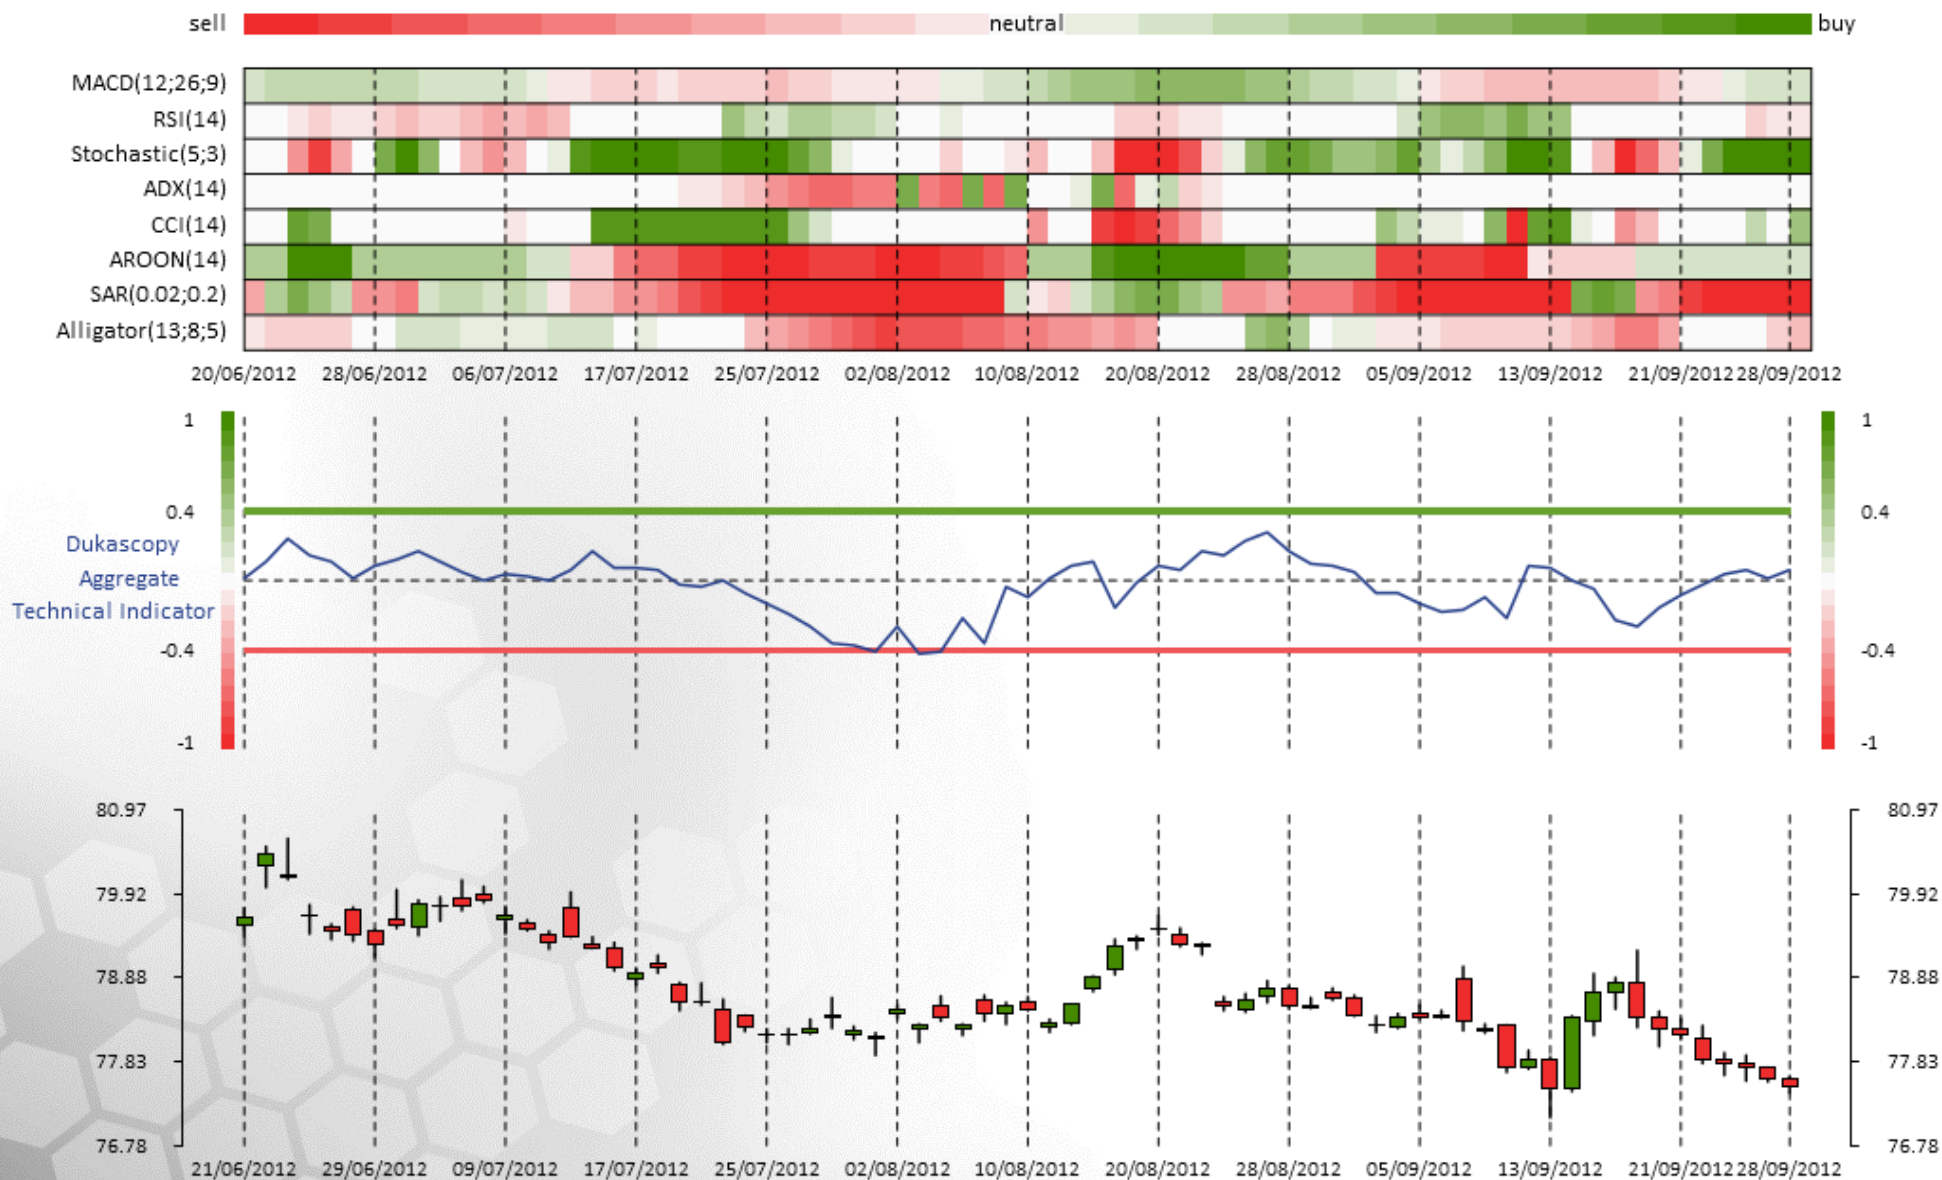 sell neutral buy
MACD(12;26;9)
RSI(14)
Stochastic(5;3)
ADX(14)
CCI(14)
AROON(14)
SAR(0.02;0.2)
Alligator(13;8;5)
20/06/2012 28/06/2012 06/07/2012 17/07/2012 25/07/2012 02/08/2012 10/08/2012 20/08/2012 28/08/2012 05/09/2012 13/09/2012 21/09/2012 28/09/2012
1 1
0.4 0.4
Dukascopy
Aggregate
Technical Indicator
-0.4 -0.4
-1 -1
80.97 80.97
79.92 79.92
78.88 78.88
77.83 77.83
76.78 76.78
21/06/2012 29/06/2012 09/07/2012 17/07/2012 25/07/2012 02/08/2012 10/08/2012 20/08/2012 28/08/2012 05/09/2012 13/09/2012 21/09/2012 28/09/2012